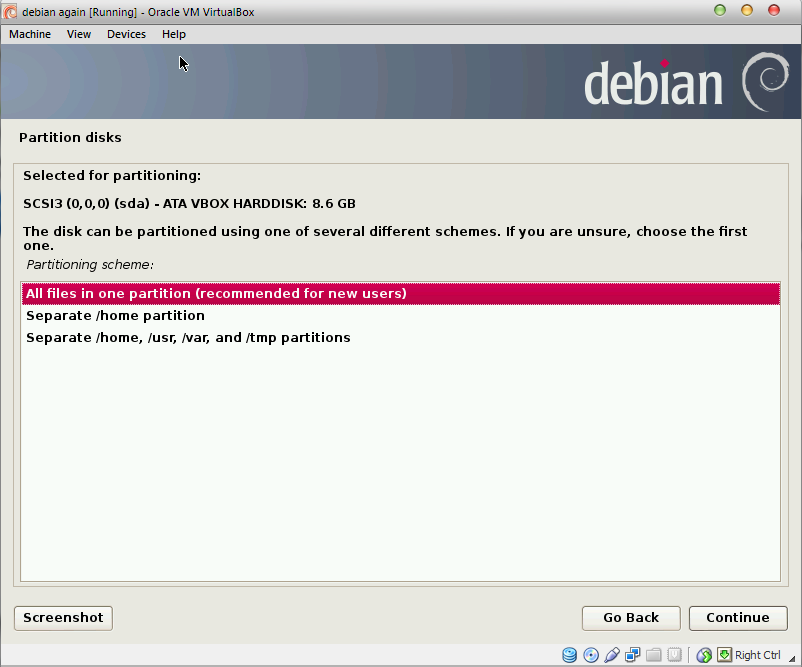 debian again [Running] - Oracle VM VirtualBox
Machine View Devices Help
debian
Partition disks
Selected for partitioning:
SCSI3 (0,0,0) (sda) - ATA VBOX HARDDISK: 8.6 GB
The disk can be partitioned using one of several different schemes. If you are unsure, choose the first
one.
Partitioning scheme:
All files in one partition (recommended for new users)
Separate /home partition
Separate /home, /usr, /var, and /tmp partitions
Screenshot
Go Back
Continue
Right Ctrl